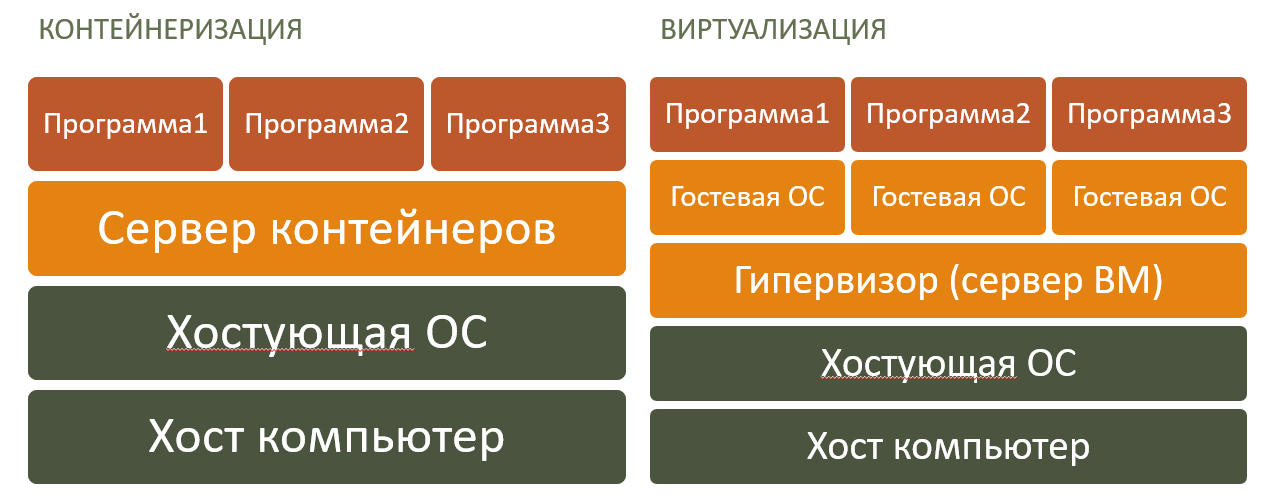 КОНТЕЙНЕРИЗАЦИЯ
Программа1 Программа2 Программа3
Сервер контейнеров
Хостующая ОС
Хост компьютер
ВИРТУАЛИЗАЦИЯ
Программа1 Программа2 Программа3
Гостевая ОС Гостевая ОС Гостевая ОС
Гипервизор (сервер ВМ)
Хостующая ОС
Хост компьютер